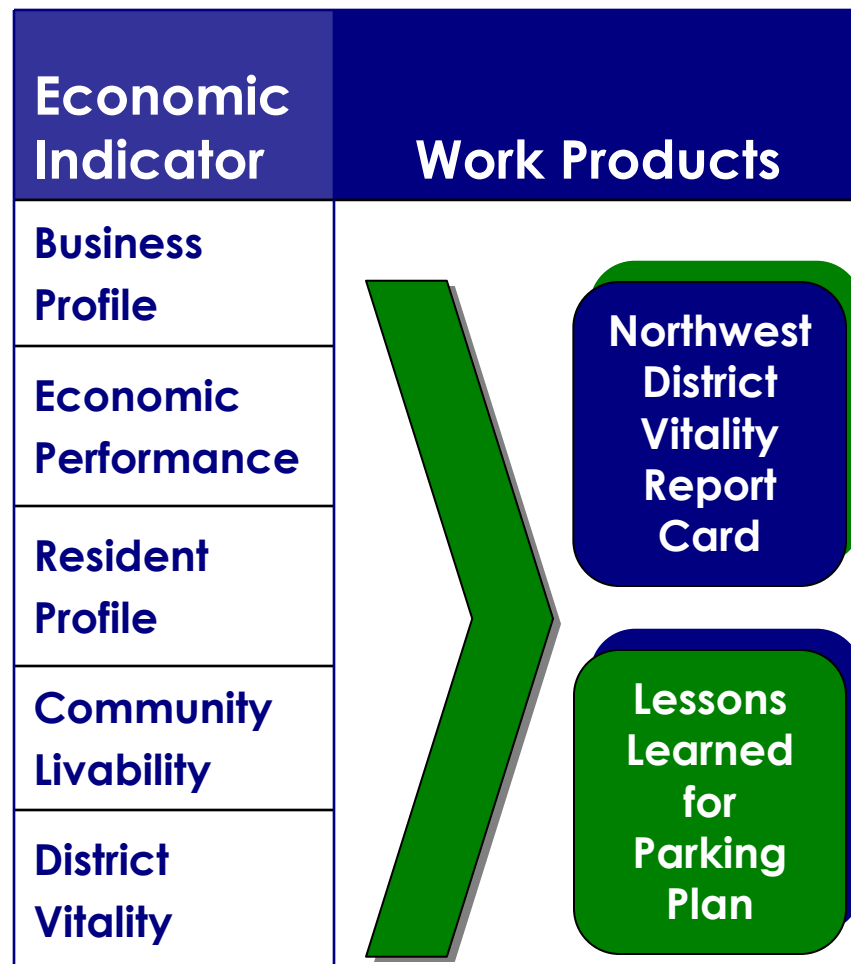 Economic
Indicator
Work Products
Business
Profile
Economic
Performance
Resident
Profile
Community
Livability
District
Vitality
Northwest
District
Vitality
Report
Card
Lessons
Learned
for
Parking
Plan